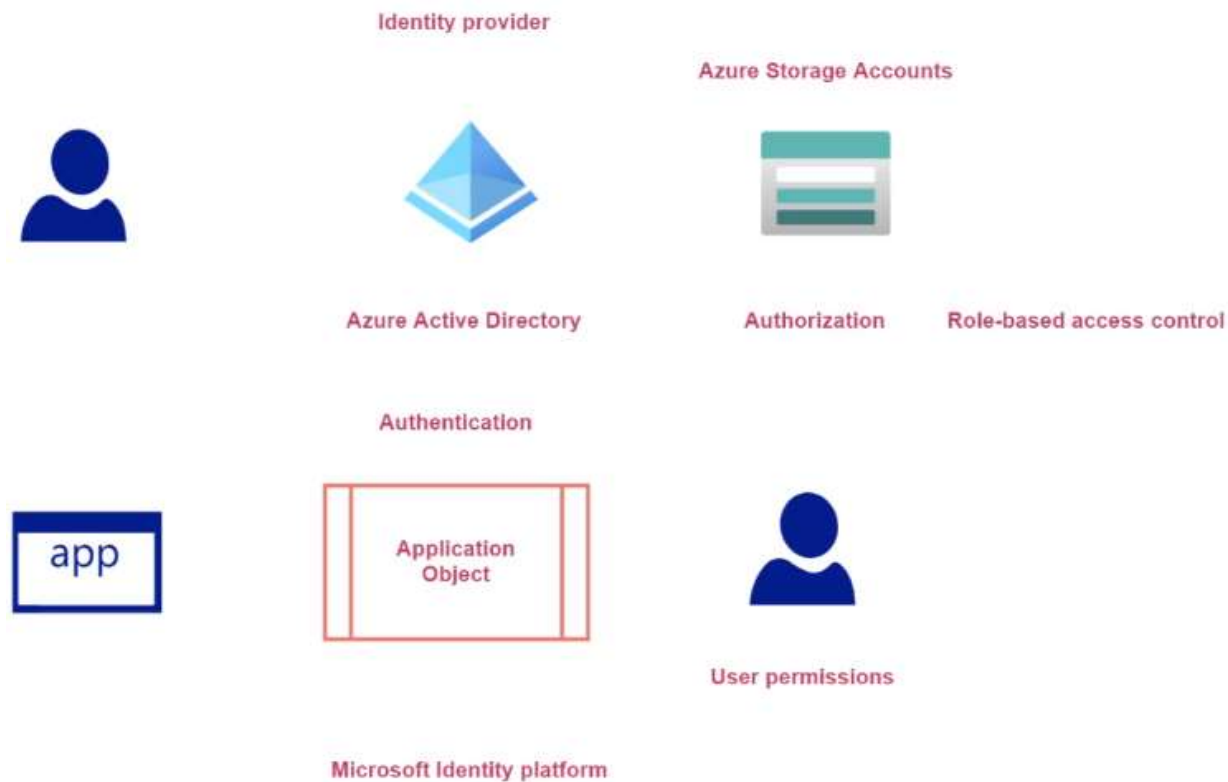 Identity provider
Azure Storage Accounts
Azure Active Directory
Authorization
Role-based access control
Authentication
app
Application
Object
User permissions
Microsoft Identity platform